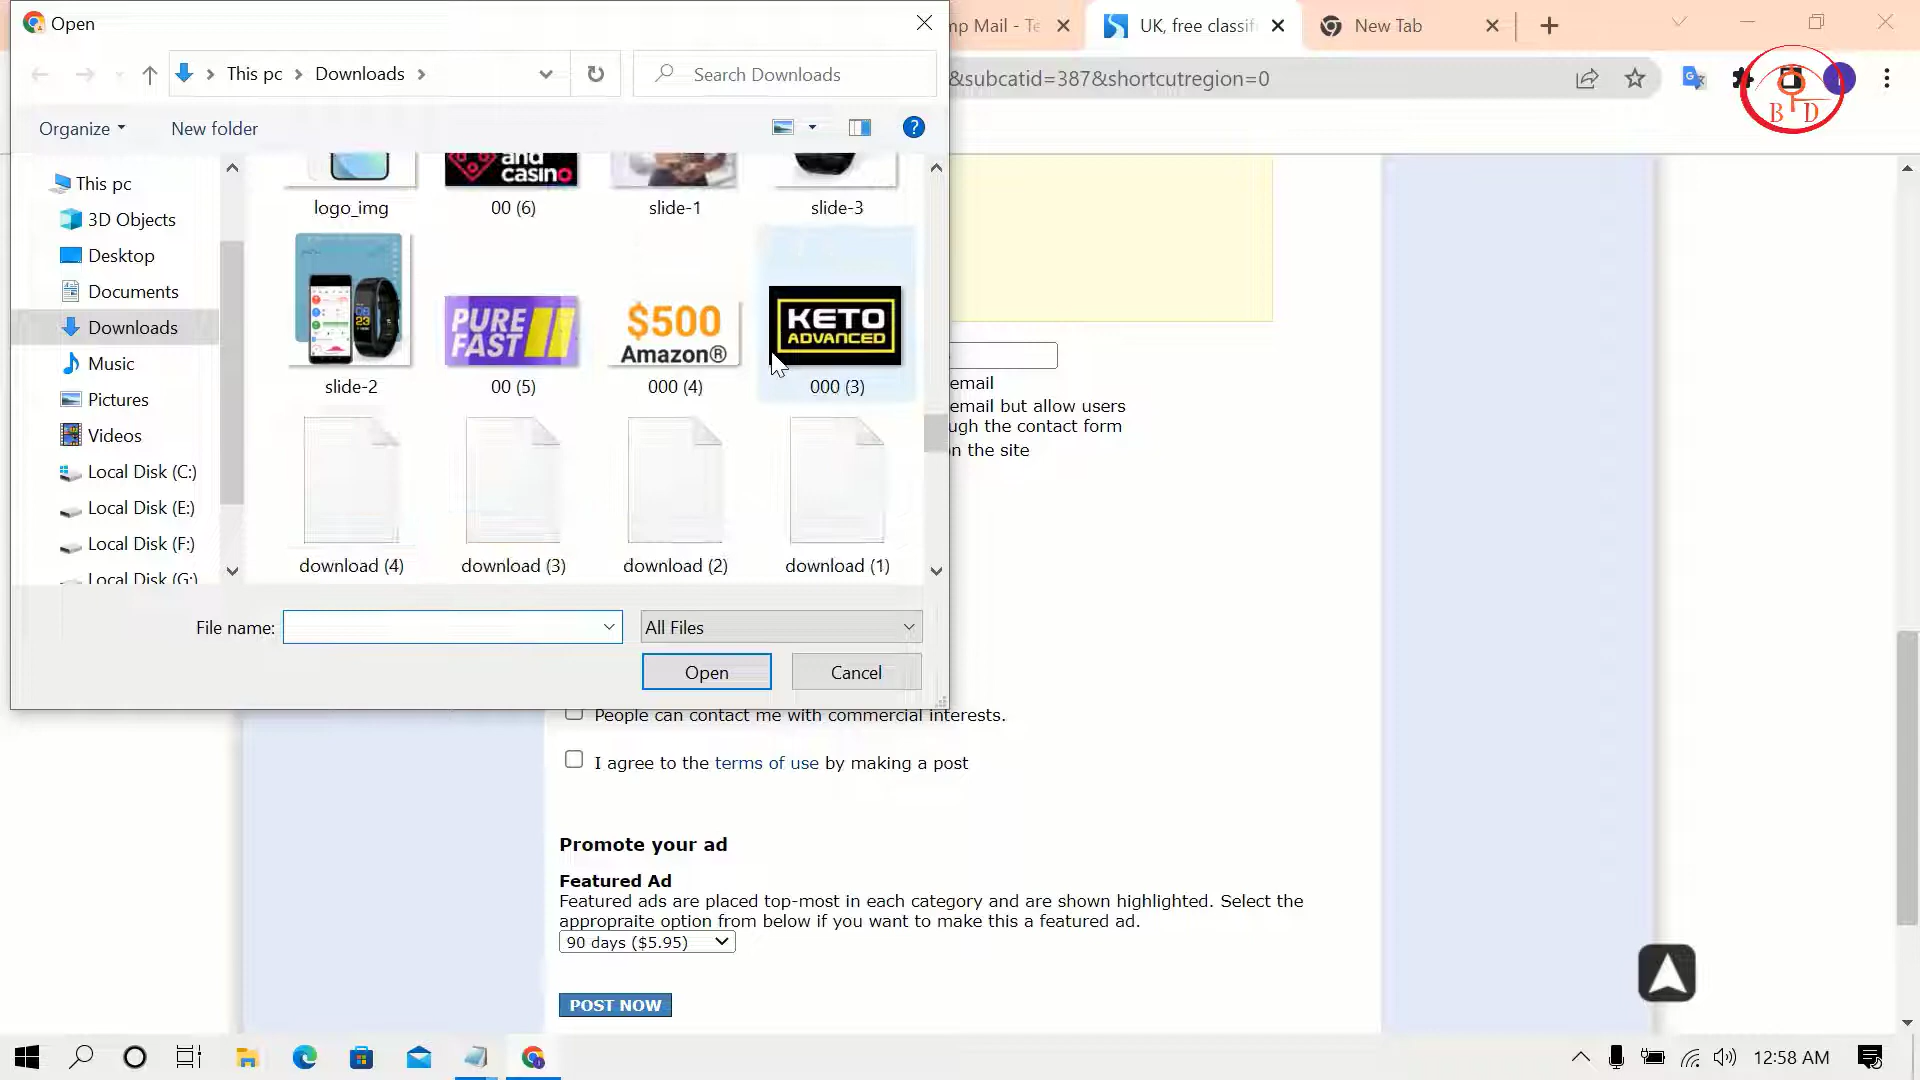 Open
mp Mail - Te
UK, free classif
New Tab
This pc
Downloads
Search Downloads
&subcatid=387&shortcutregion=0
B D
Organize
New folder
This pc
3D Objects
Desktop
Documents
Downloads
Music
Pictures
Videos
Local Disk (C:)
Local Disk (E:)
Local Disk (F:)
Local Disk (G:)
and
casino
logo_img
00 (6)
slide-1
slide-3
PURE
FAST
$500
Amazon®
KETO
ADVANCED
slide-2
00 (5)
000 (4)
000 (3)
download (4)
download (3)
download (2)
download (1)
File name:
All Files
Open
Cancel
email
email but allow users
ugh the contact form
n the site
People can contact me with commercial interests.
I agree to the terms of use by making a post
Promote your ad
Featured Ad
Featured ads are placed top-most in each category and are shown highlighted. Select the
appropraite option from below if you want to make this a featured ad.
90 days ($5.95)
POST NOW
12:58 AM